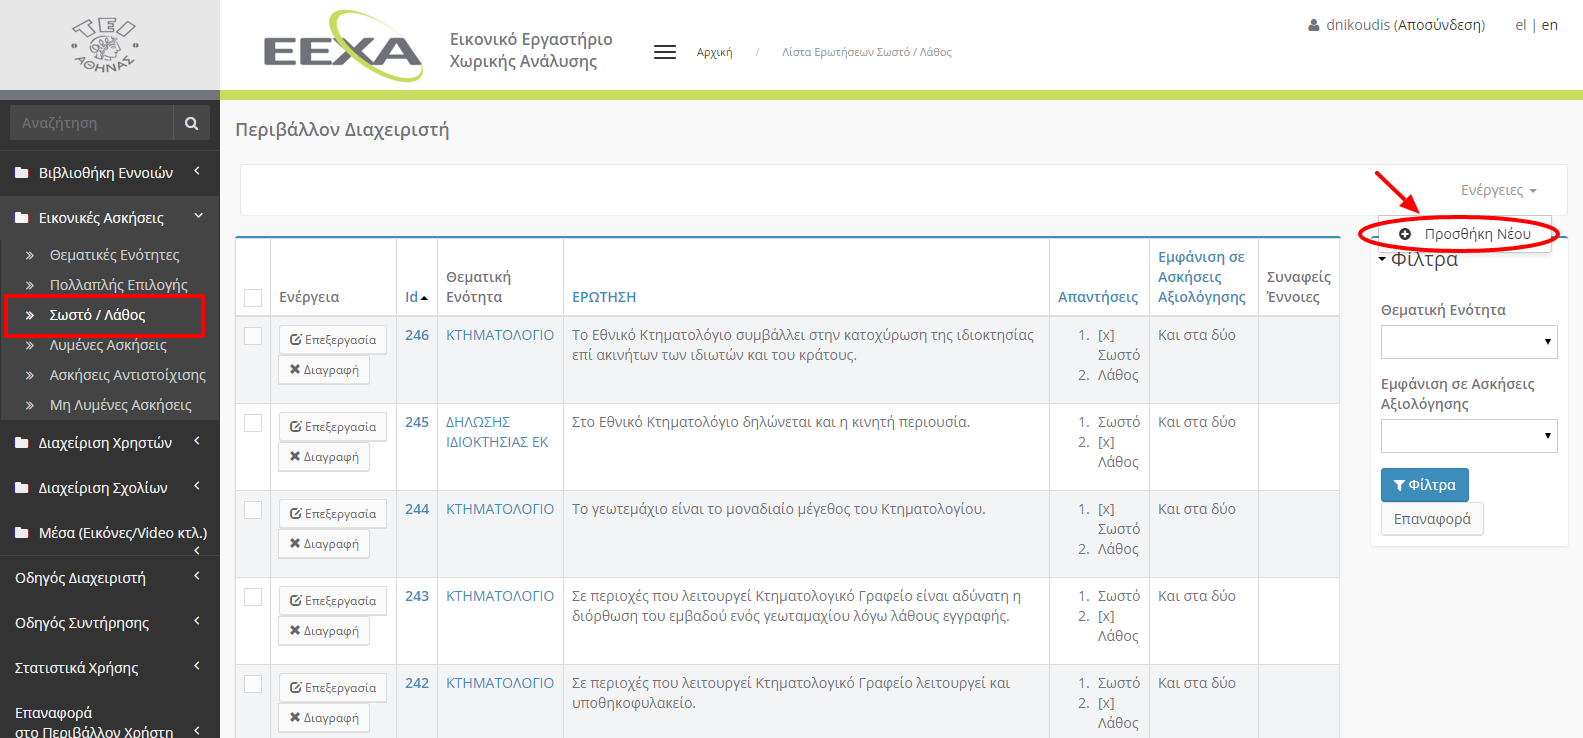 ΤΕΙ
ΑΘΗΝΑΣ
ΕΕΧΑ
Εικονικό Εργαστήριο
Χωρικής Ανάλυσης
Αρχική / Λίστα Ερωτήσεων Σωστό / Λάθος
dnikoudis (Αποσύνδεση)
el | en
Αναζήτηση
Βιβλιοθήκη Εννοιών
Εικονικές Ασκήσεις
Θεματικές Ενότητες
Πολλαπλής Επιλογής
Σωστό / Λάθος
Λυμένες Ασκήσεις
Ασκήσεις Αντιστοίχισης
Μη Λυμένες Ασκήσεις
Διαχείριση Χρηστών
Διαχείριση Σχολίων
Μέσα (Εικόνες/Video κτλ.)
Οδηγός Διαχειριστή
Οδηγός Συντήρησης
Στατιστικά Χρήσης
Επαναφορά
στο Περιβάλλον Χρήστη
Περιβάλλον Διαχειριστή
Ενέργειες
Προσθήκη Νέου
Ενέργεια
Id
Θεματική
Ενότητα
ΕΡΩΤΗΣΗ
Απαντήσεις
Εμφάνιση σε
Ασκήσεις
Αξιολόγησης
Συναφείς
Έννοιες
Επεξεργασία
Διαγραφή
246
ΚΤΗΜΑΤΟΛΟΓΙΟ
Το Εθνικό Κτηματολόγιο συμβάλλει στην κατοχύρωση της ιδιοκτησίας
επί ακινήτων των ιδιωτών και του κράτους.
1. [x]
Σωστό
2. Λάθος
Και στα δύο
Επεξεργασία
Διαγραφή
245
ΔΗΛΩΣΗΣ
ΙΔΙΟΚΤΗΣΙΑΣ ΕΚ
Στο Εθνικό Κτηματολόγιο δηλώνεται και η κινητή περιουσία.
1. Σωστό
2. [x]
Λάθος
Και στα δύο
Επεξεργασία
Διαγραφή
244
ΚΤΗΜΑΤΟΛΟΓΙΟ
Το γεωτεμάχιο είναι το μοναδιαίο μέγεθος του Κτηματολογίου.
1. [x]
Σωστό
2. Λάθος
Και στα δύο
Επεξεργασία
Διαγραφή
243
ΚΤΗΜΑΤΟΛΟΓΙΟ
Σε περιοχές που λειτουργεί Κτηματολογικό Γραφείο είναι αδύνατη η
διόρθωση του εμβαδού ενός γεωταμαχίου λόγω λάθους εγγραφής.
1. Σωστό
2. [x]
Λάθος
Και στα δύο
Επεξεργασία
Διαγραφή
242
ΚΤΗΜΑΤΟΛΟΓΙΟ
Σε περιοχές που λειτουργεί Κτηματολογικό Γραφείο λειτουργεί και
υποθηκοφυλακείο.
1. Σωστό
2. [x]
Λάθος
Και στα δύο
Φίλτρα
Θεματική Ενότητα
Εμφάνιση σε Ασκήσεις
Αξιολόγησης
Φίλτρα
Επαναφορά